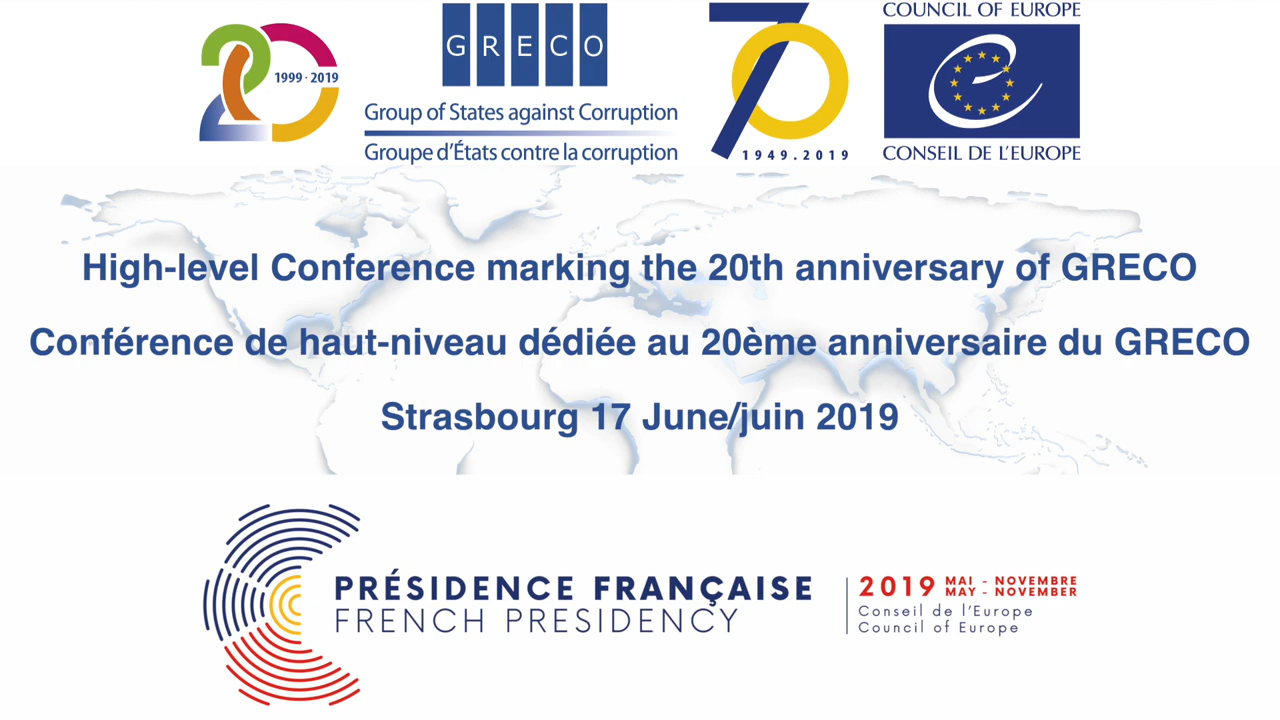 20
1999·2019
GRECO
Group of States against Corruption
Groupe d'États contre la corruption
70
1949.2019
COUNCIL OF EUROPE
CONSEIL DE L'EUROPE
High-level Conference marking the 20th anniversary of GRECO
Conférence de haut-niveau dédiée au 20ème anniversaire du GRECO
Strasbourg 17 June/juin 2019
PRÉSIDENCE FRANÇAISE
FRENCH PRESIDENCY
2019 MAI - NOVEMBRE
MAY - NOVEMBER
Conseil de l'Europe
Council of Europe